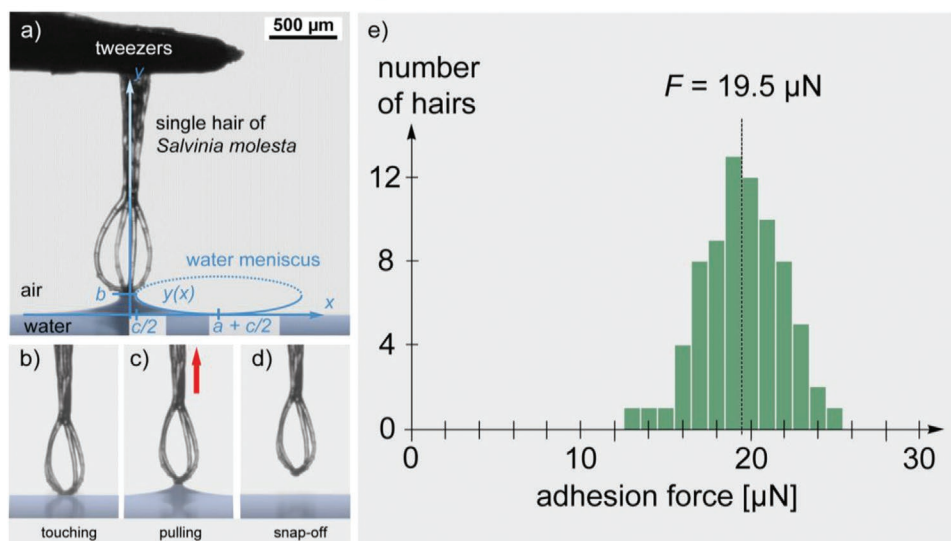 a)
500 µm
tweezers
y
single hair of
Salvinia molesta
water meniscus
air
b
y(x)
x
water
c/2
a + c/2
b)
c)
d)
touching
pulling
snap-off
e)
number
of hairs
F = 19.5 µN
12
8
4
0
0
10
20
30
adhesion force [µN]